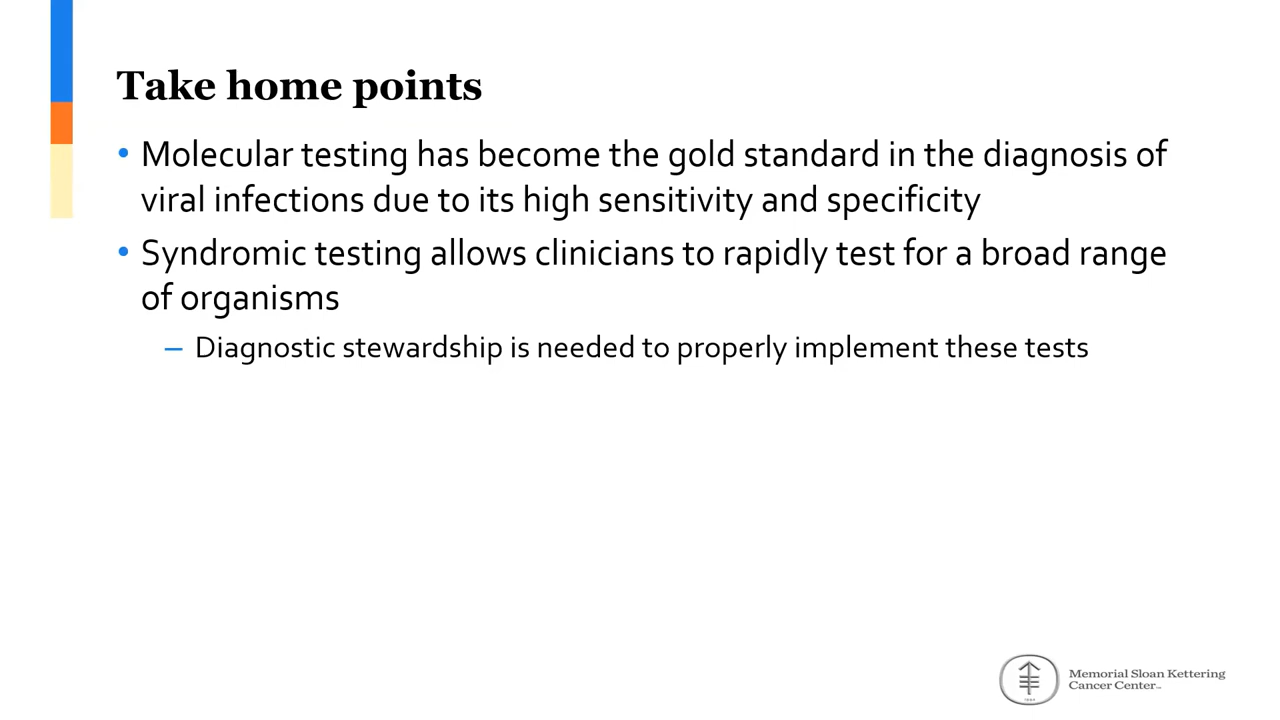 Take home points
• Molecular testing has become the gold standard in the diagnosis of
viral infections due to its high sensitivity and specificity
• Syndromic testing allows clinicians to rapidly test for a broad range
of organisms
– Diagnostic stewardship is needed to properly implement these tests
Memorial Sloan Kettering
Cancer Center